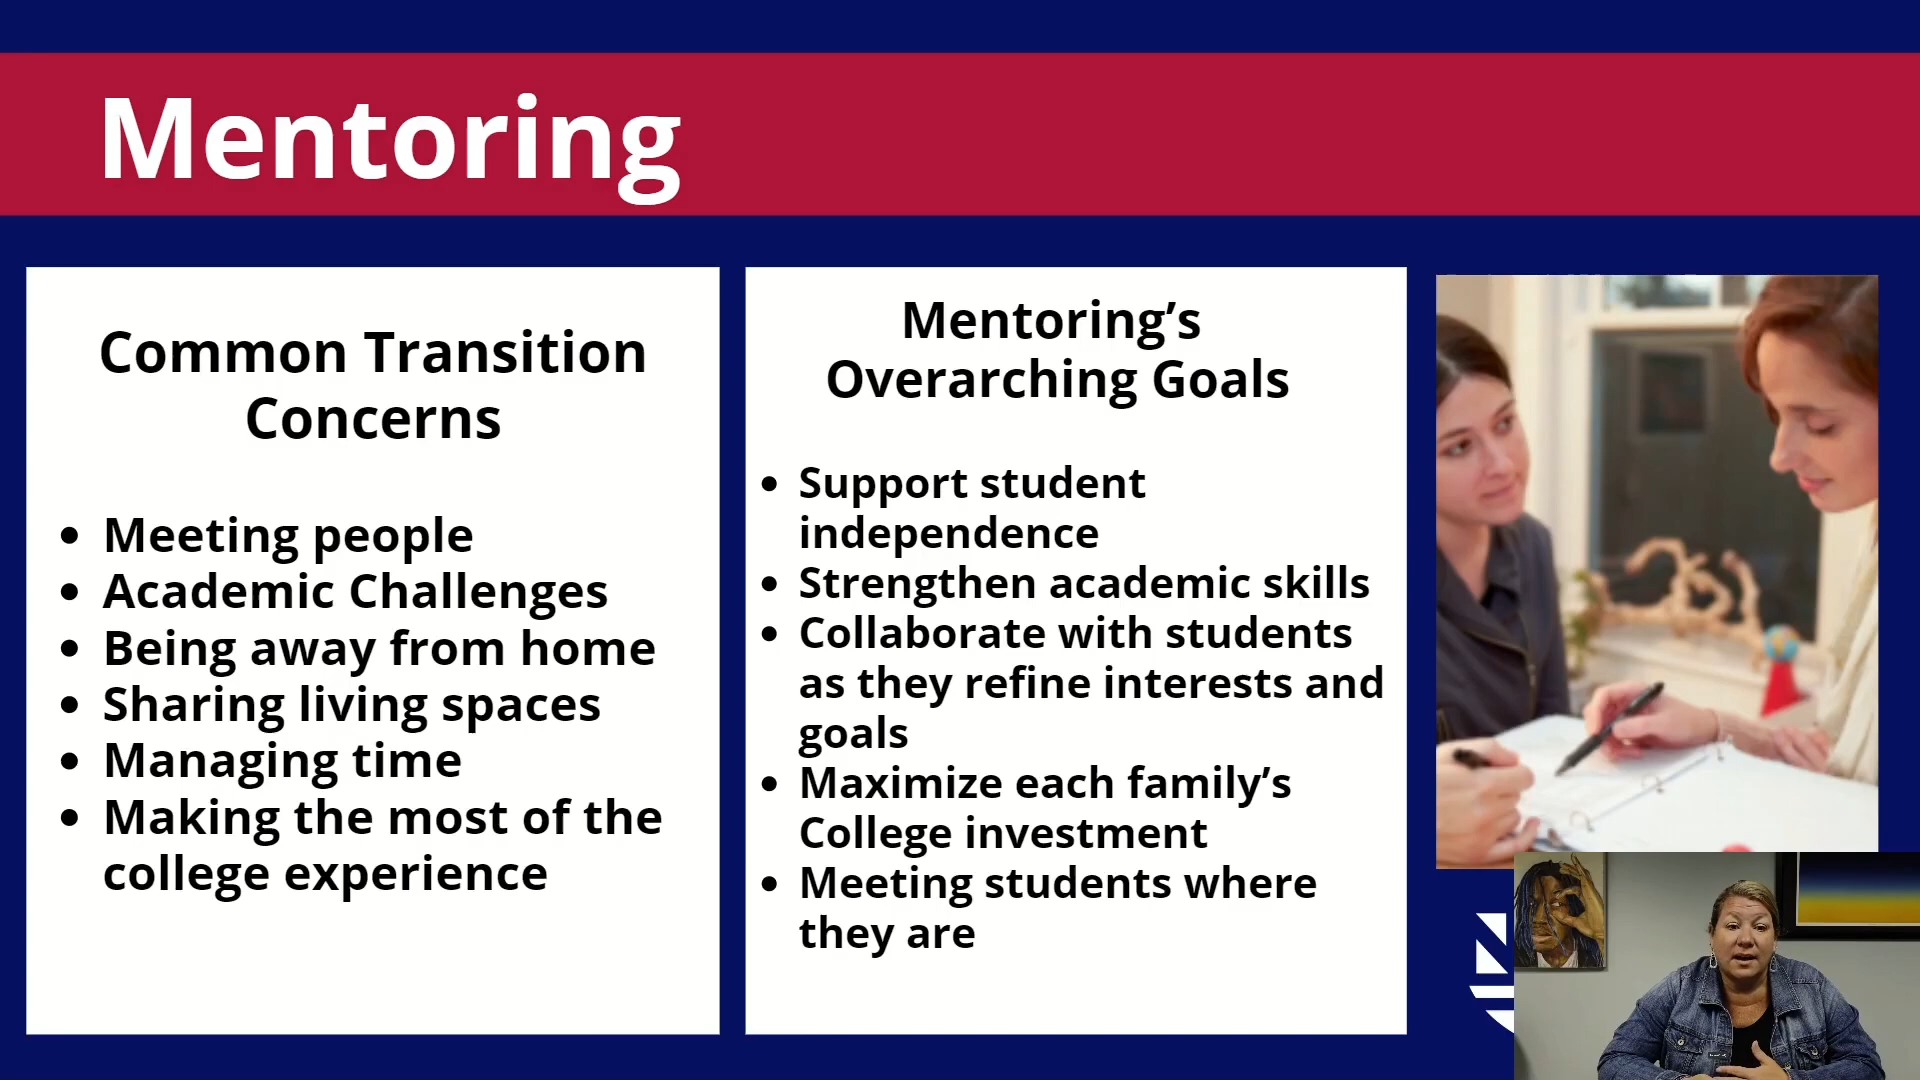 Mentoring
Common Transition
Concerns
• Meeting people
• Academic Challenges
• Being away from home
• Sharing living spaces
• Managing time
• Making the most of the
college experience
Mentoring’s
Overarching Goals
• Support student
independence
• Strengthen academic skills
• Collaborate with students
as they refine interests and
goals
• Maximize each family’s
College investment
• Meeting students where
they are